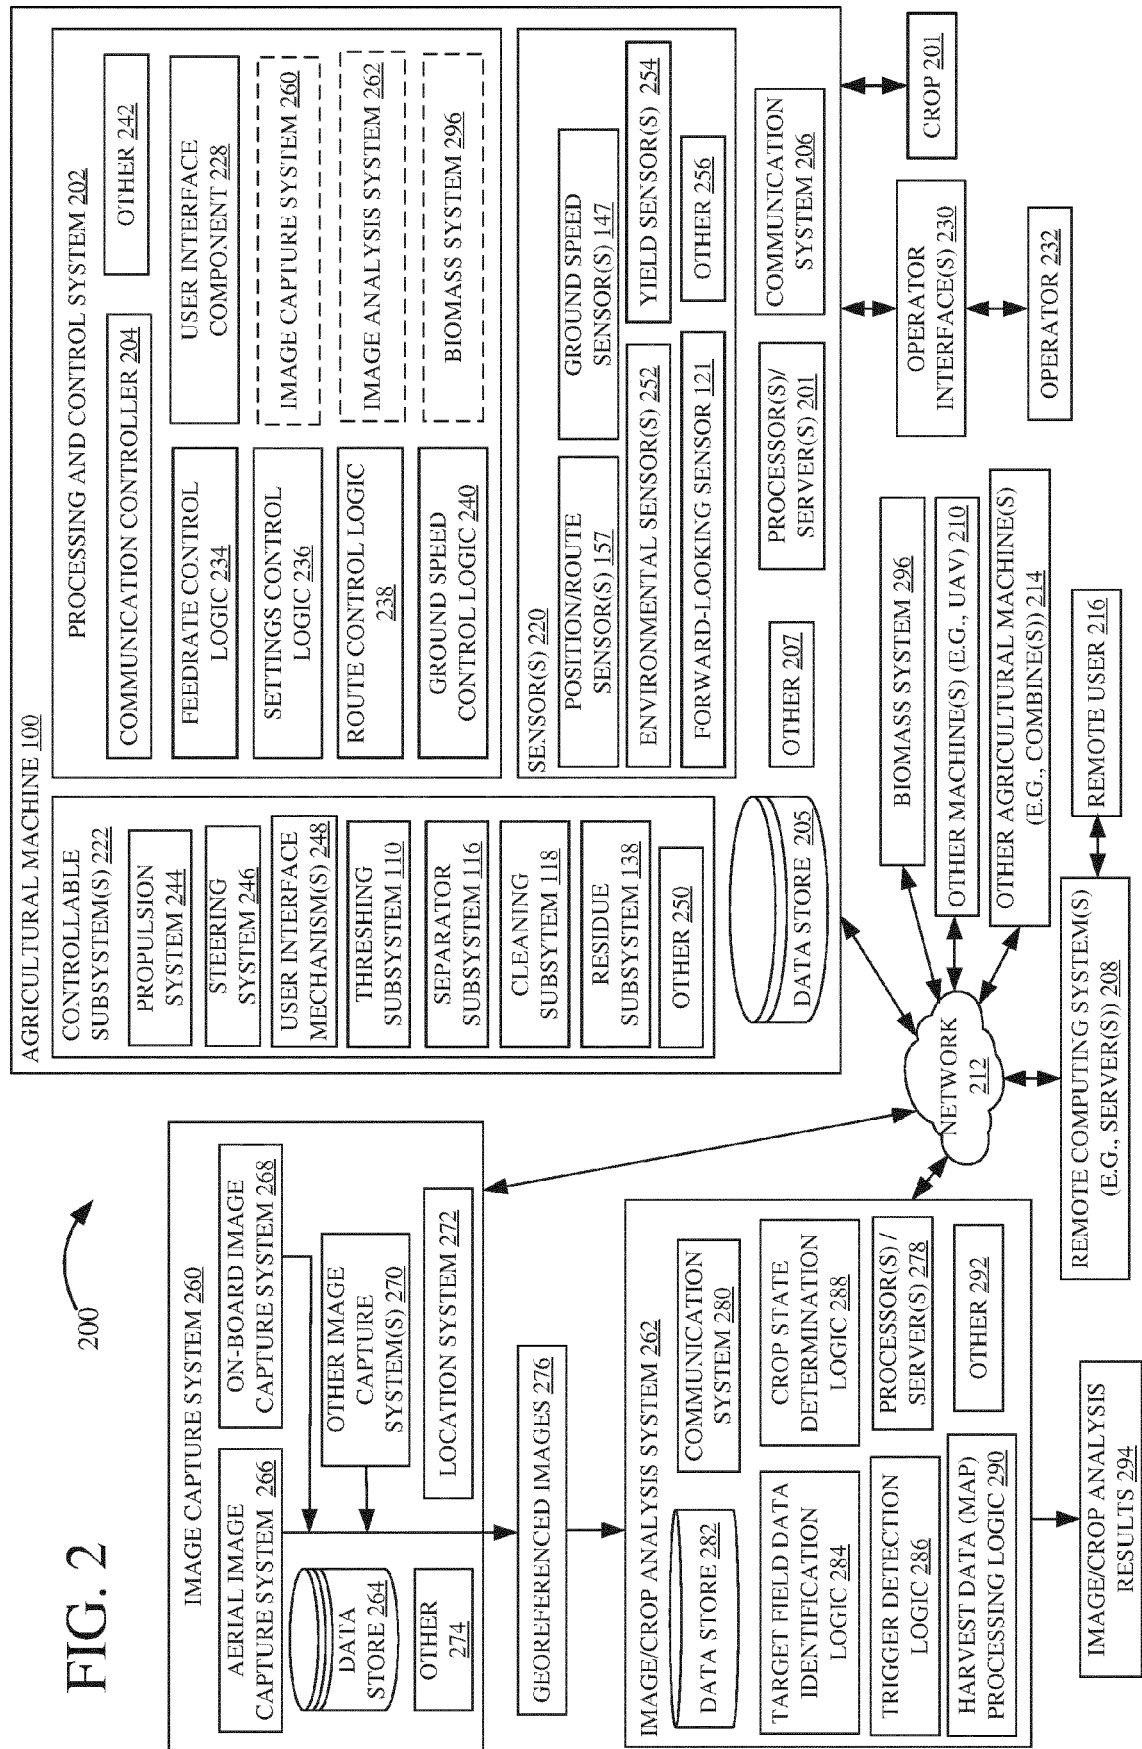 FIG. 2
200
IMAGE CAPTURE SYSTEM 260
AERIAL IMAGE
CAPTURE SYSTEM 266
ON-BOARD IMAGE
CAPTURE SYSTEM 268
DATA
STORE 264
OTHER IMAGE
CAPTURE
SYSTEM(S) 270
OTHER
274
LOCATION SYSTEM 272
GEOREFERENCED IMAGES 276
IMAGE/CROP ANALYSIS SYSTEM 262
DATA STORE 282
COMMUNICATION
SYSTEM 280
TARGET FIELD DATA
IDENTIFICATION
LOGIC 284
CROP STATE
DETERMINATION
LOGIC 288
TRIGGER DETECTION
LOGIC 286
PROCESSOR(S) /
SERVER(S) 278
HARVEST DATA (MAP)
PROCESSING LOGIC 290
OTHER 292
IMAGE/CROP ANALYSIS
RESULTS 294
AGRICULTURAL MACHINE 100
CONTROLLABLE
SUBSYSTEM(S) 222
PROPULSION
SYSTEM 244
STEERING
SYSTEM 246
USER INTERFACE
MECHANISM(S) 248
THRESHING
SUBSYSTEM 110
SEPARATOR
SUBSYSTEM 116
CLEANING
SUBSYTEM 118
RESIDUE
SUBSYSTEM 138
OTHER 250
DATA STORE 205
PROCESSING AND CONTROL SYSTEM 202
COMMUNICATION CONTROLLER 204
OTHER 242
FEEDRATE CONTROL
LOGIC 234
USER INTERFACE
COMPONENT 228
SETTINGS CONTROL
LOGIC 236
IMAGE CAPTURE SYSTEM 260
ROUTE CONTROL LOGIC
238
IMAGE ANALYSIS SYSTEM 262
GROUND SPEED
CONTROL LOGIC 240
BIOMASS SYSTEM 296
SENSOR(S) 220
POSITION/ROUTE
SENSOR(S) 157
GROUND SPEED
SENSOR(S) 147
ENVIRONMENTAL SENSOR(S) 252
YIELD SENSOR(S) 254
FORWARD-LOOKING SENSOR 121
OTHER 256
OTHER 207
PROCESSOR(S)/
SERVER(S) 201
COMMUNICATION
SYSTEM 206
NETWORK
212
BIOMASS SYSTEM 296
OTHER MACHINE(S) (E.G., UAV) 210
OTHER AGRICULTURAL MACHINE(S)
(E.G., COMBINE(S)) 214
REMOTE COMPUTING SYSTEM(S)
(E.G., SERVER(S)) 208
REMOTE USER 216
OPERATOR
INTERFACE(S) 230
OPERATOR 232
CROP 201